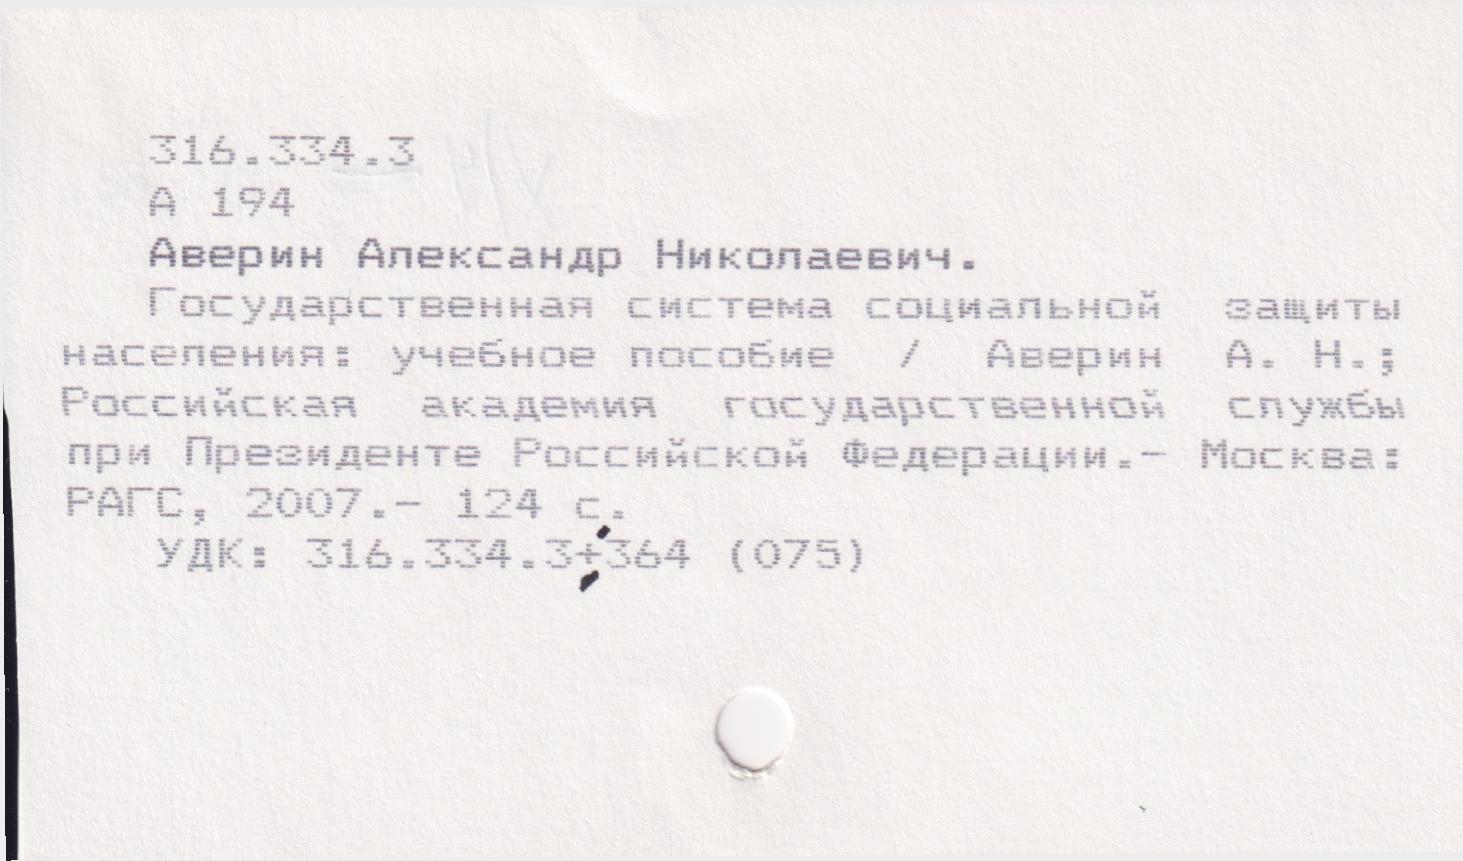 316.334.3
А 194
Аверин Александр Николаевич.
Государственная система социальной защиты
населения: учебное пособие / Аверин А. Н.;
Российская академия государственной службы
при Президенте Российской Федерации.- Москва:
РАГС, 2007.- 124 с.
УДК: 316.334.3+364 (075)